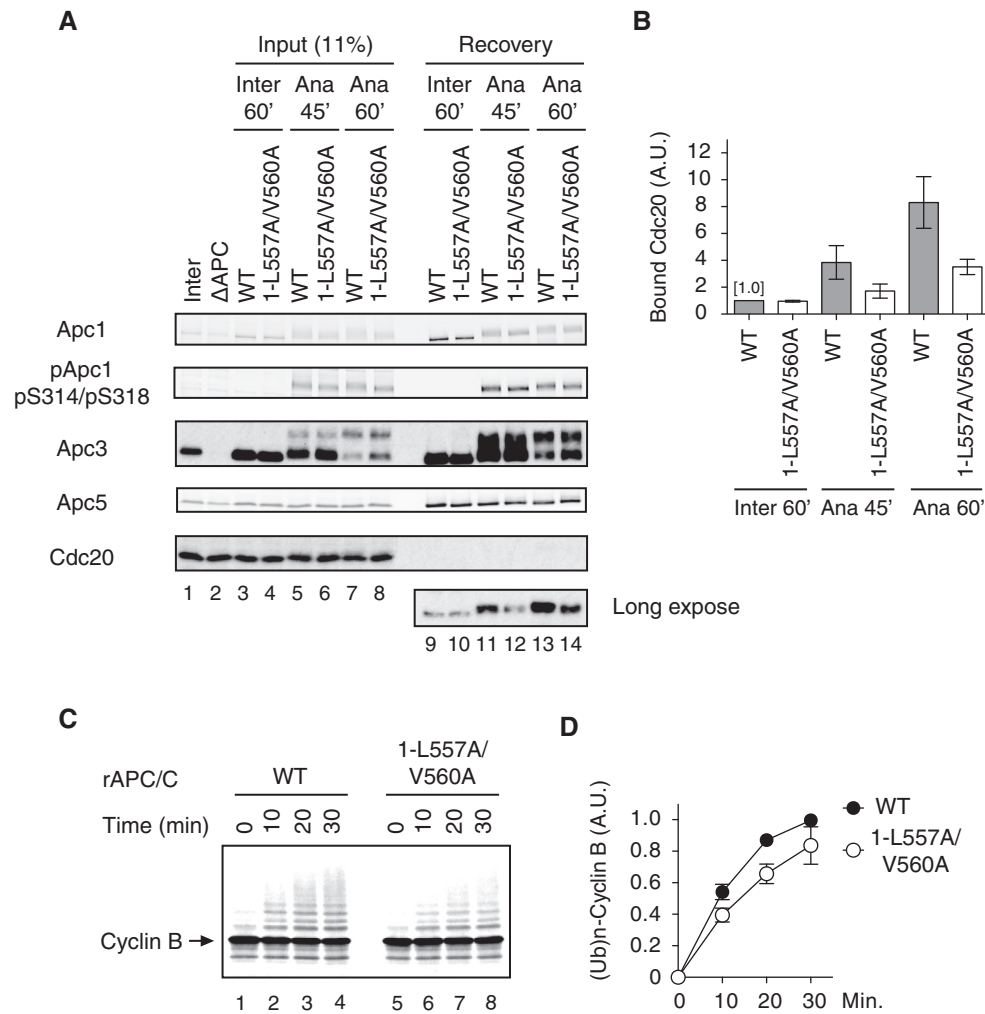 A
Input (11%) Recovery
Inter 60’ Ana 45’ Ana 60’ Inter 60’ Ana 45’ Ana 60’
Inter ΔAPC WT 1-L557A/V560A WT 1-L557A/V560A WT 1-L557A/V560A WT 1-L557A/V560A WT 1-L557A/V560A WT 1-L557A/V560A
Apc1
pApc1
pS314/pS318
Apc3
Apc5
Cdc20
1 2 3 4 5 6 7 8
Long expose
9 10 11 12 13 14
B
Bound Cdc20 (A.U.)
12
10
8
6
4
2
0
[1.0]
WT 1-L557A/V560A WT 1-L557A/V560A WT 1-L557A/V560A
Inter 60’ Ana 45’ Ana 60’
C
rAPC/C WT 1-L557A/
V560A
Time (min) 0 10 20 30 0 10 20 30
Cyclin B
1 2 3 4 5 6 7 8
D
(Ub)n-Cyclin B (A.U.)
1.0
0.8
0.6
0.4
0.2
0
0 10 20 30 Min.
WT
1-L557A/
V560A